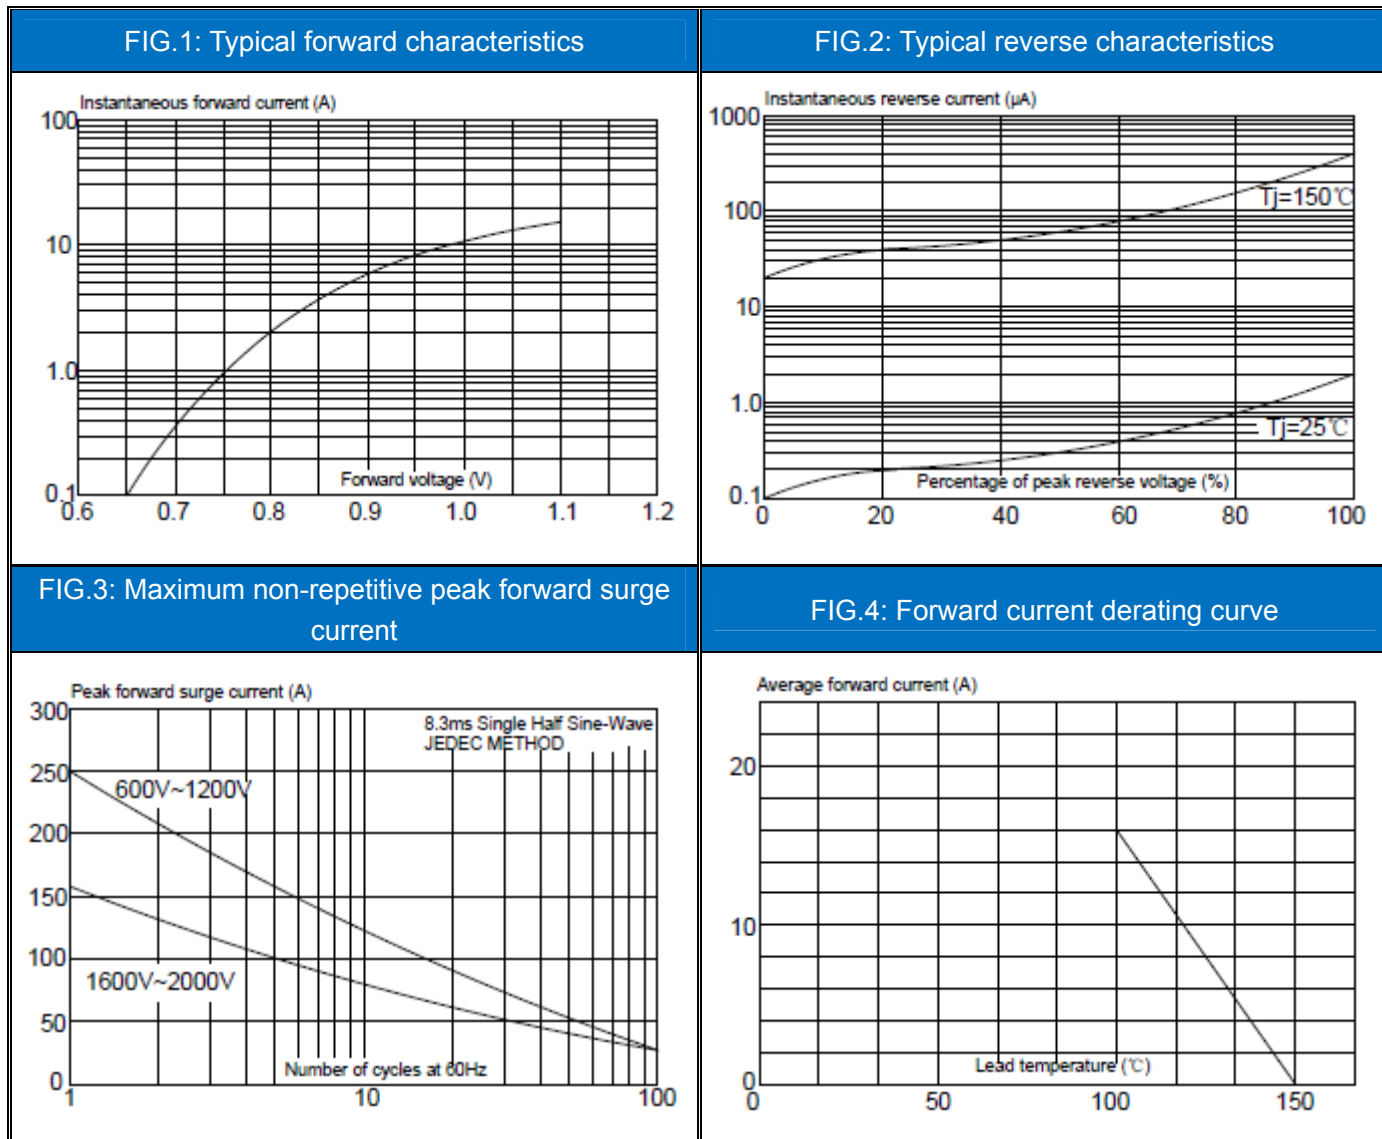 FIG.1: Typical forward characteristics
FIG.2: Typical reverse characteristics
Instantaneous forward current (A)
100
10
1.0
0.1
Forward voltage (V)
0.6 0.7 0.8 0.9 1.0 1.1 1.2
Instantaneous reverse current (μA)
1000
100
10
1.0
0.1
Tj=150℃
Tj=25℃
Percentage of peak reverse voltage (%)
0 20 40 60 80 100
FIG.3: Maximum non-repetitive peak forward surge
current
FIG.4: Forward current derating curve
Peak forward surge current (A)
300
250
200
150
100
50
0
8.3ms Single Half Sine-Wave
JEDEC METHOD
600V~1200V
1600V~2000V
Number of cycles at 60Hz
1 10 100
Average forward current (A)
20
10
0
Lead temperature (℃)
0 50 100 150